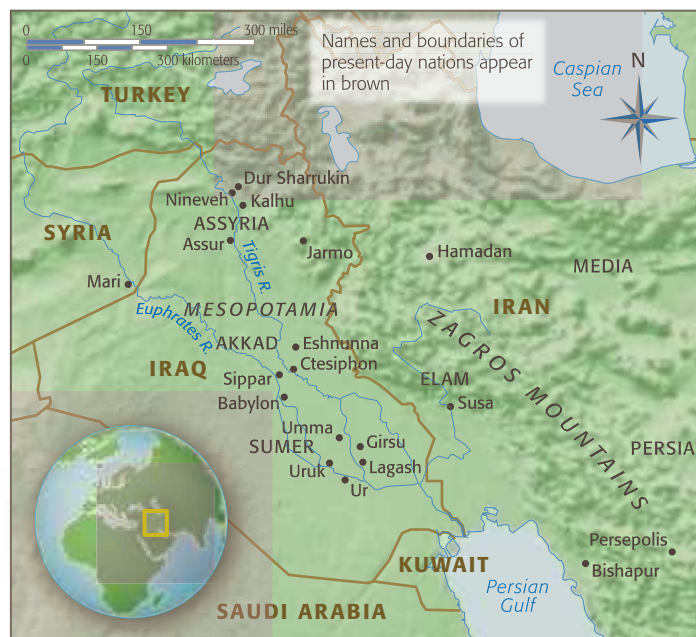 0 150 300 miles
0 150 300 kilometers
Names and boundaries of
present-day nations appear
in brown
Caspian
Sea
N
TURKEY
Dur Sharrukin
Nineveh
Kalhu
ASSYRIA
SYRIA
Assur
Jarmo
Tigris R.
Hamadan
MEDIA
Mari
MESOPOTAMIA
Euphrates R.
IRAN
ZAGROS MOUNTAINS
AKKAD
Eshnunna
Ctesiphon
IRAQ
Sippar
ELAM
Babylon
Susa
Umma
SUMER
Girsu
PERSIA
Uruk
Lagash
Ur
Persepolis
KUWAIT
Bishapur
Persian
Gulf
SAUDI ARABIA